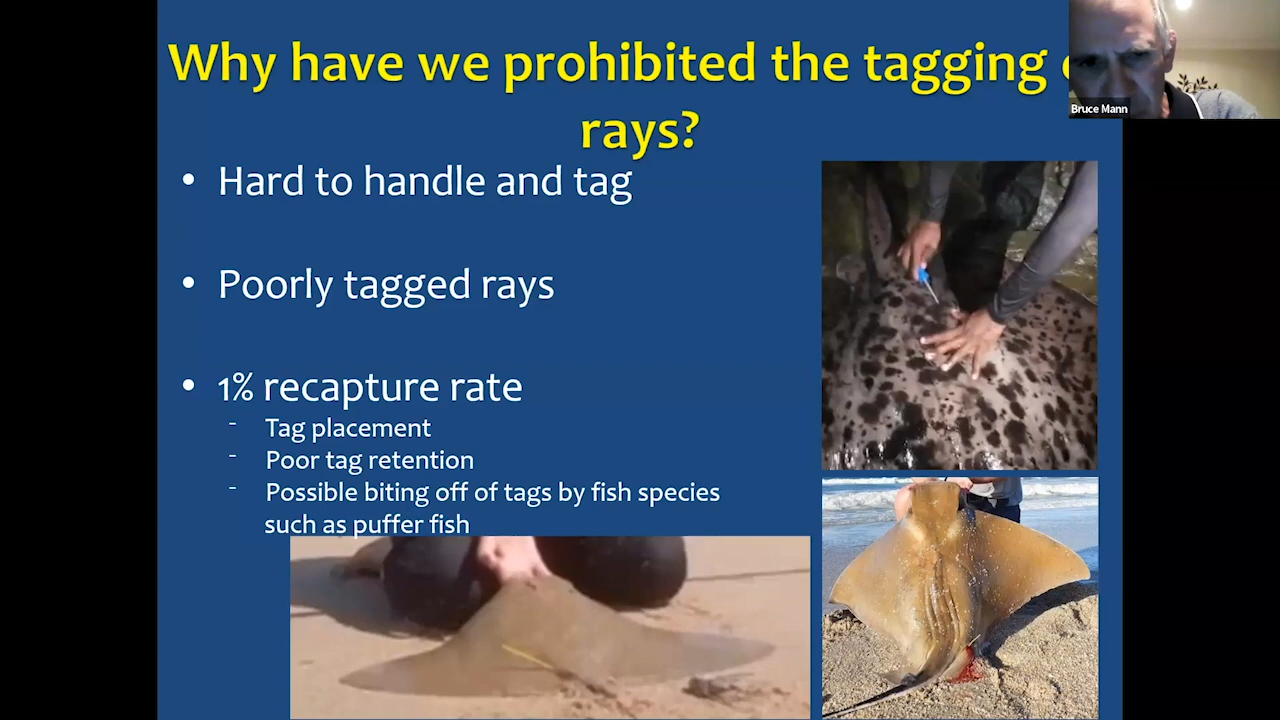 Why have we prohibited the tagging
rays?
Bruce Mann
• Hard to handle and tag
• Poorly tagged rays
• 1% recapture rate
- Tag placement
- Poor tag retention
- Possible biting off of tags by fish species
such as puffer fish